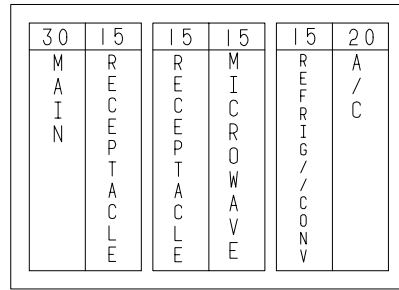 30 15 15 15 15 20
MAIN
RECEPTACLE
RECEPTACLE
MICROWAVE
REFRIG//CONV
A/C